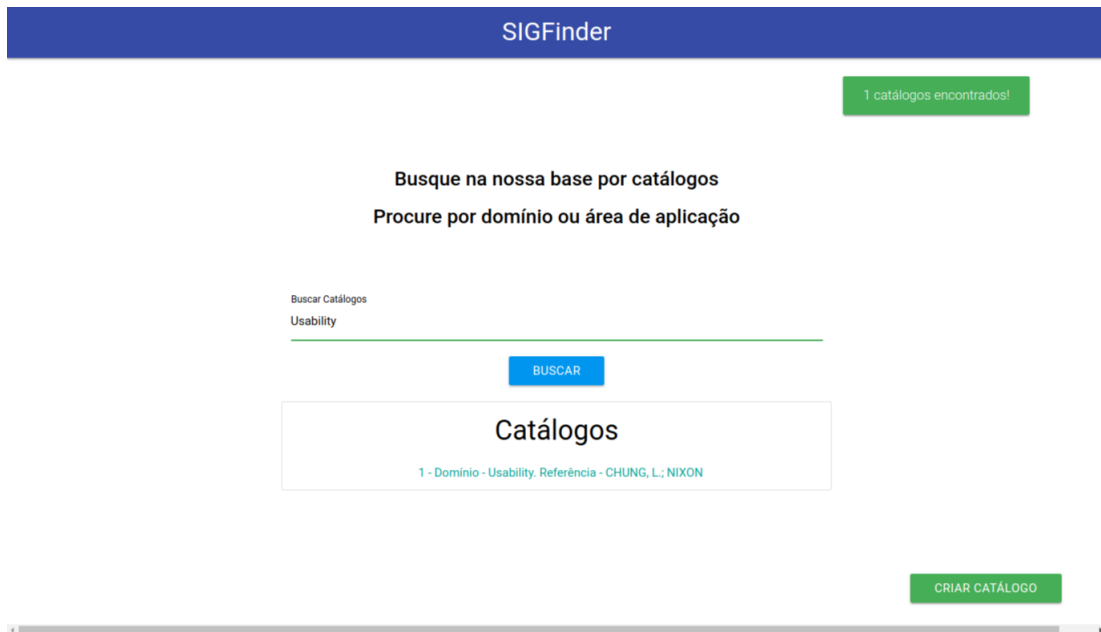 SIGFinder
1 catálogos encontrados!
Busque na nossa base por catálogos
Procure por domínio ou área de aplicação
Buscar Catálogos
Usability
BUSCAR
Catálogos
1 - Domínio - Usability. Referência - CHUNG, L.; NIXON
CRIAR CATÁLOGO